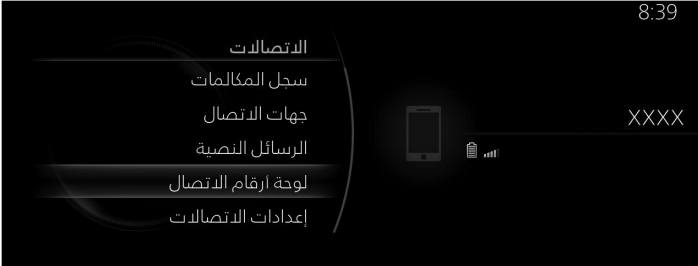 8:39
الاتصالات
سجل المكالمات
جهات الاتصال
الرسائل النصية
لوحة أرقام الاتصال
إعدادات الاتصالات
XXXX